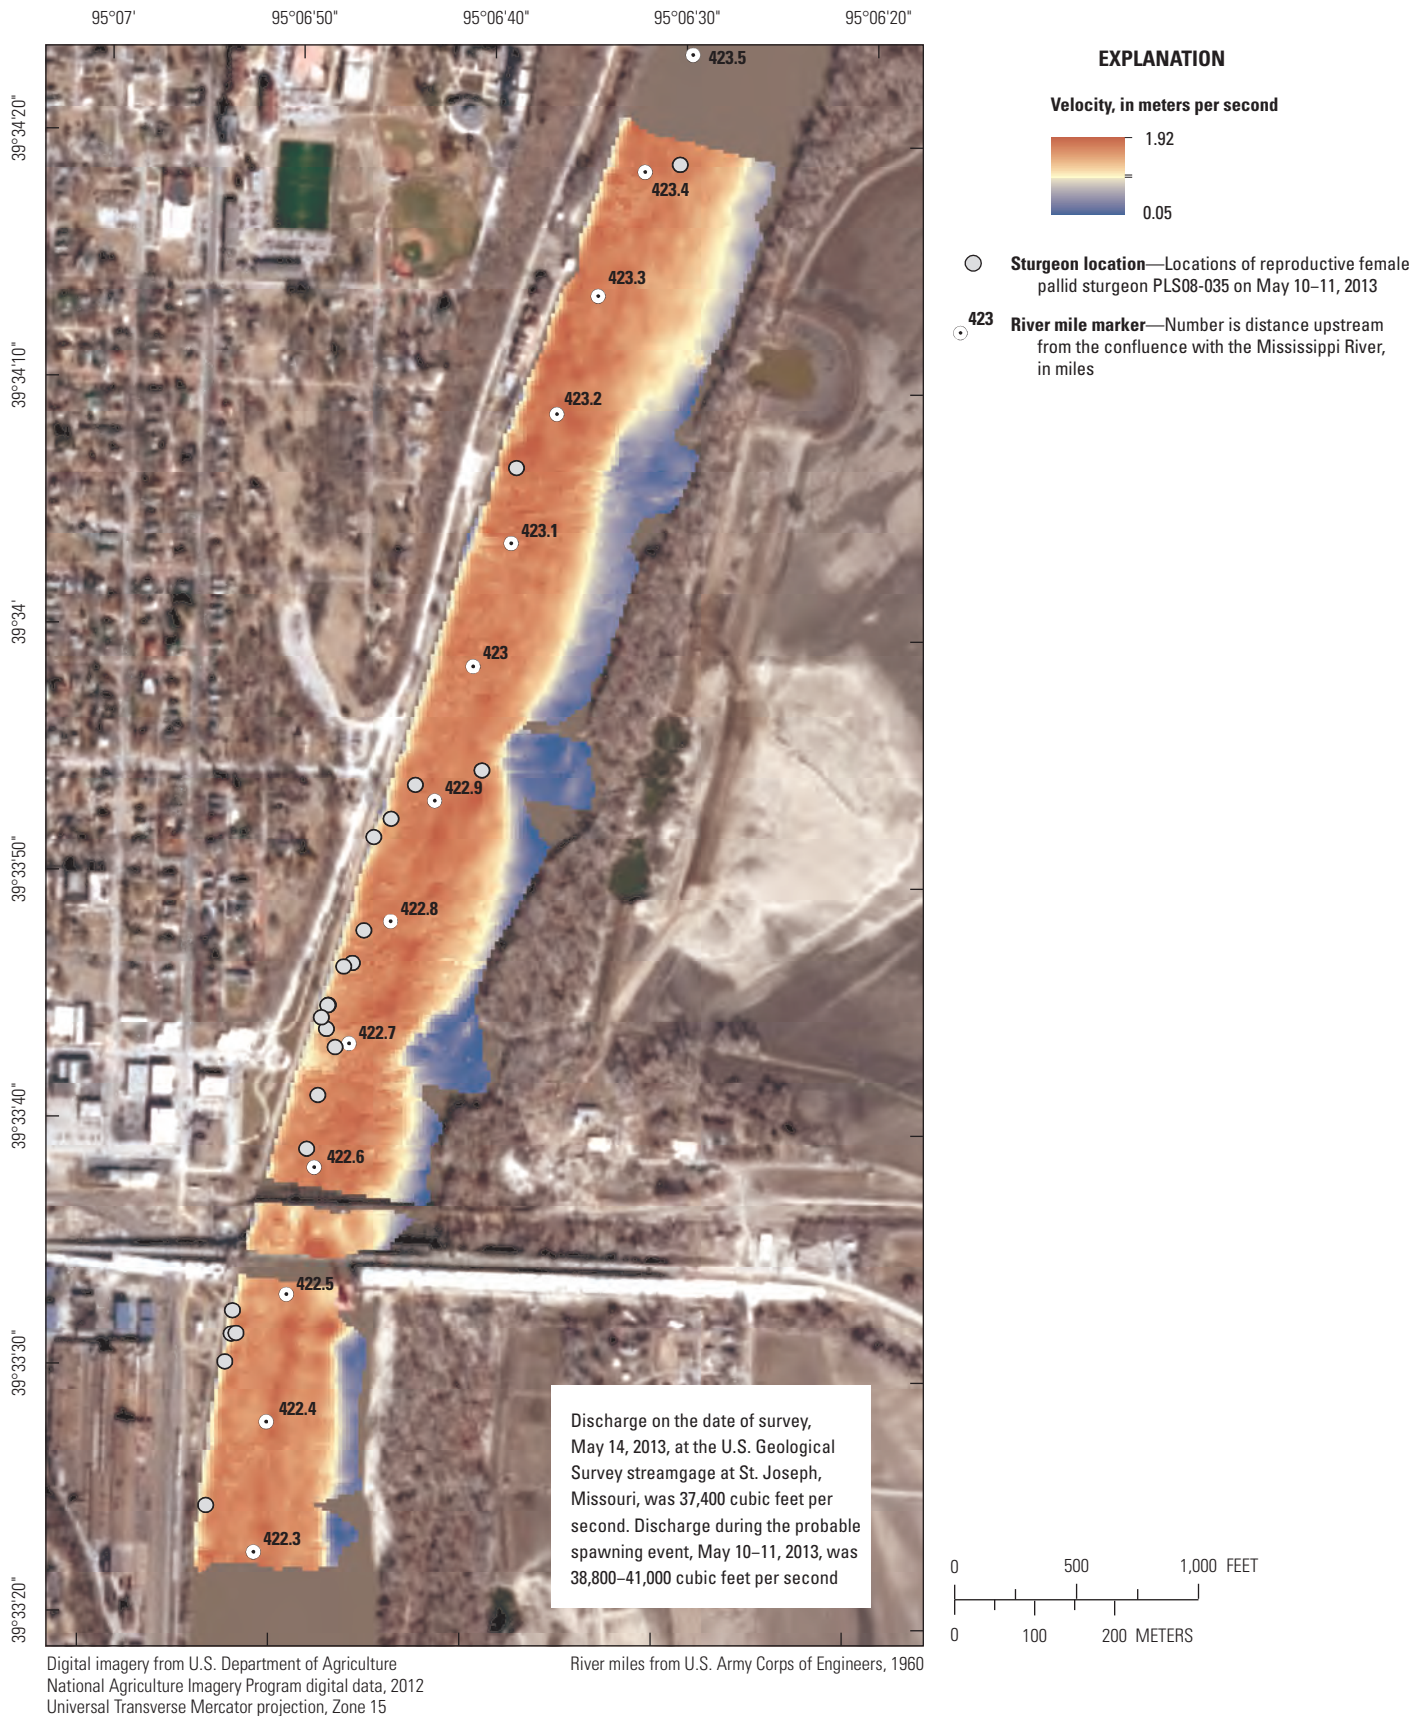 95°07'
95°06'50"
95°06'40"
95°06'30"
95°06'20"
39°34'20"
39°34'10"
39°34'
39°33'50"
39°33'40"
39°33'30"
39°33'20"
423.5
423.4
423.3
423.2
423.1
423
422.9
422.8
422.7
422.6
422.5
422.4
422.3
Discharge on the date of survey,
May 14, 2013, at the U.S. Geological
Survey streamgage at St. Joseph,
Missouri, was 37,400 cubic feet per
second. Discharge during the probable
spawning event, May 10–11, 2013, was
38,800–41,000 cubic feet per second
EXPLANATION
Velocity, in meters per second
1.92
0.05
Sturgeon location—Locations of reproductive female
pallid sturgeon PLS08-035 on May 10–11, 2013
423
River mile marker—Number is distance upstream
from the confluence with the Mississippi River,
in miles
0 500 1,000 FEET
0 100 200 METERS
Digital imagery from U.S. Department of Agriculture
National Agriculture Imagery Program digital data, 2012
Universal Transverse Mercator projection, Zone 15
River miles from U.S. Army Corps of Engineers, 1960